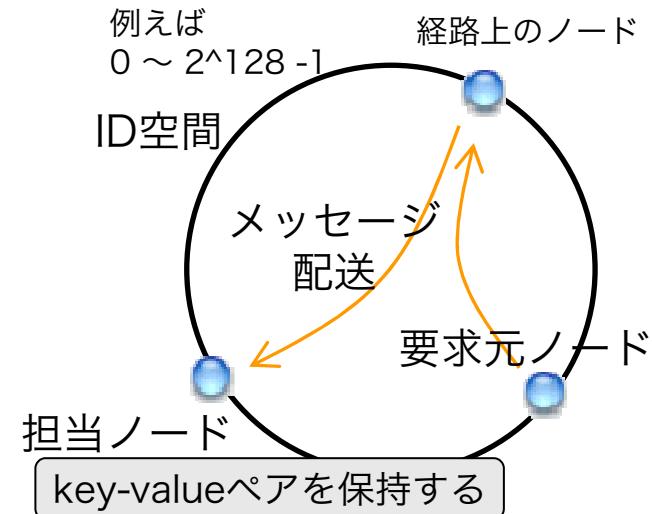 例えば
0 〜 2^128 -1
経路上のノード
ID空間
メッセージ
配送
要求元ノード
担当ノード
key-valueペアを保持する